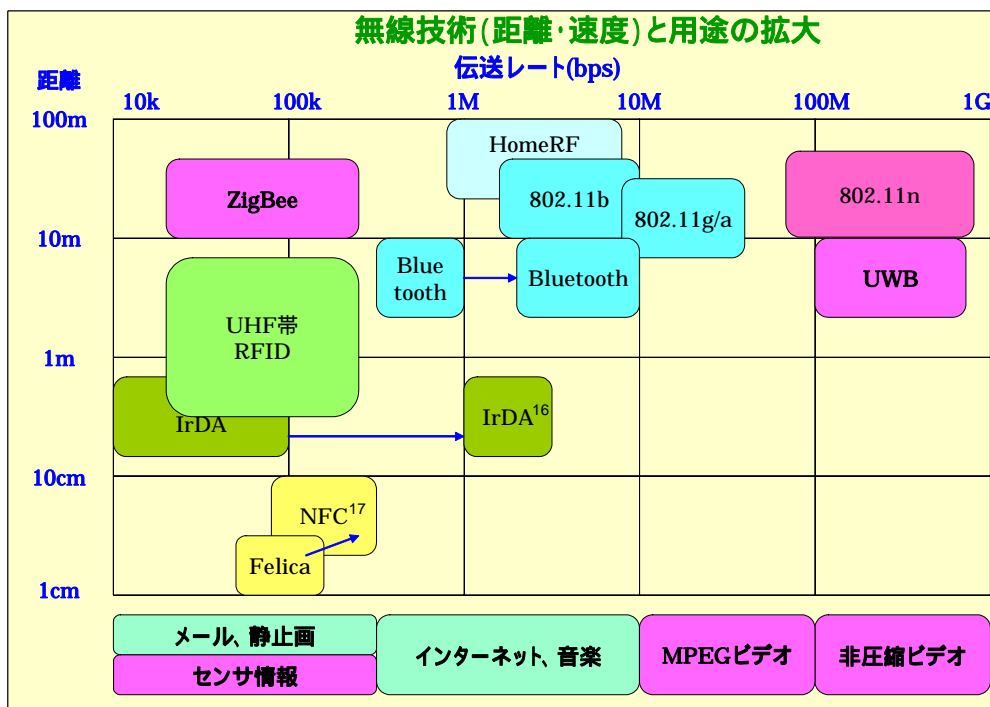 無線技術(距離・速度)と用途の拡大
伝送レート(bps)
距離
10k 100k 1M 10M 100M 1G
100m
HomeRF
ZigBee
802.11b
802.11g/a
802.11n
10m
Blue
tooth
Bluetooth
UWB
UHF帯
RFID
1m
IrDA
IrDA16
10cm
NFC17
Felica
1cm
メール、静止画
センサ情報
インターネット、音楽
MPEGビデオ
非圧縮ビデオ